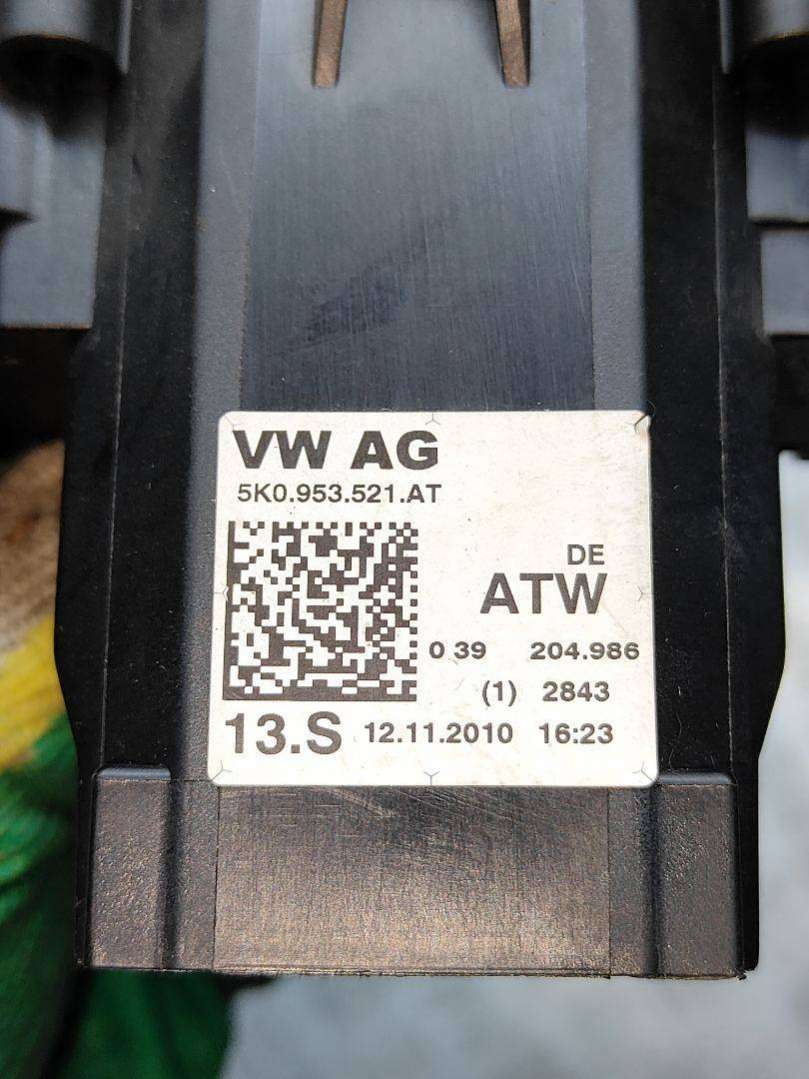 VW AG
5K0.953.521.AT
DE
ATW
0 39 204.986
(1) 2843
13.S 12.11.2010 16:23